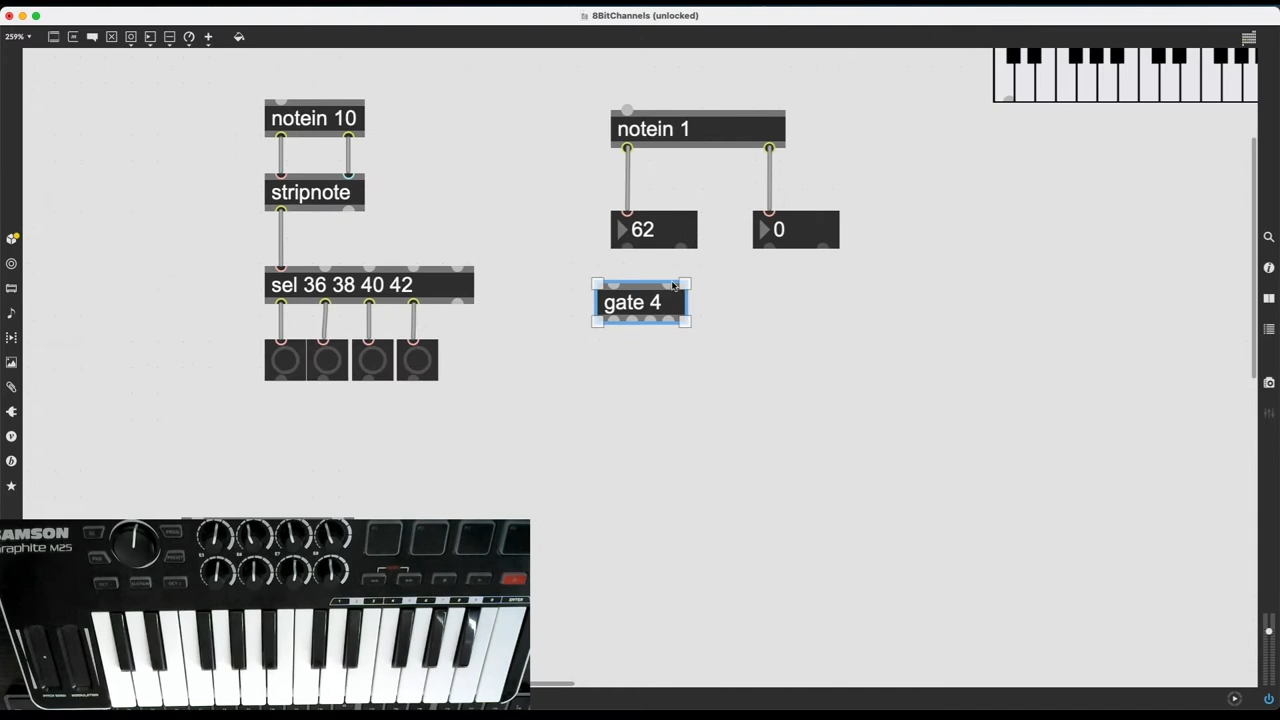 8BitChannels (unlocked)
259%
notein 10
notein 1
stripnote
62
0
sel 36 38 40 42
gate 4
SAMSON
raphite M25